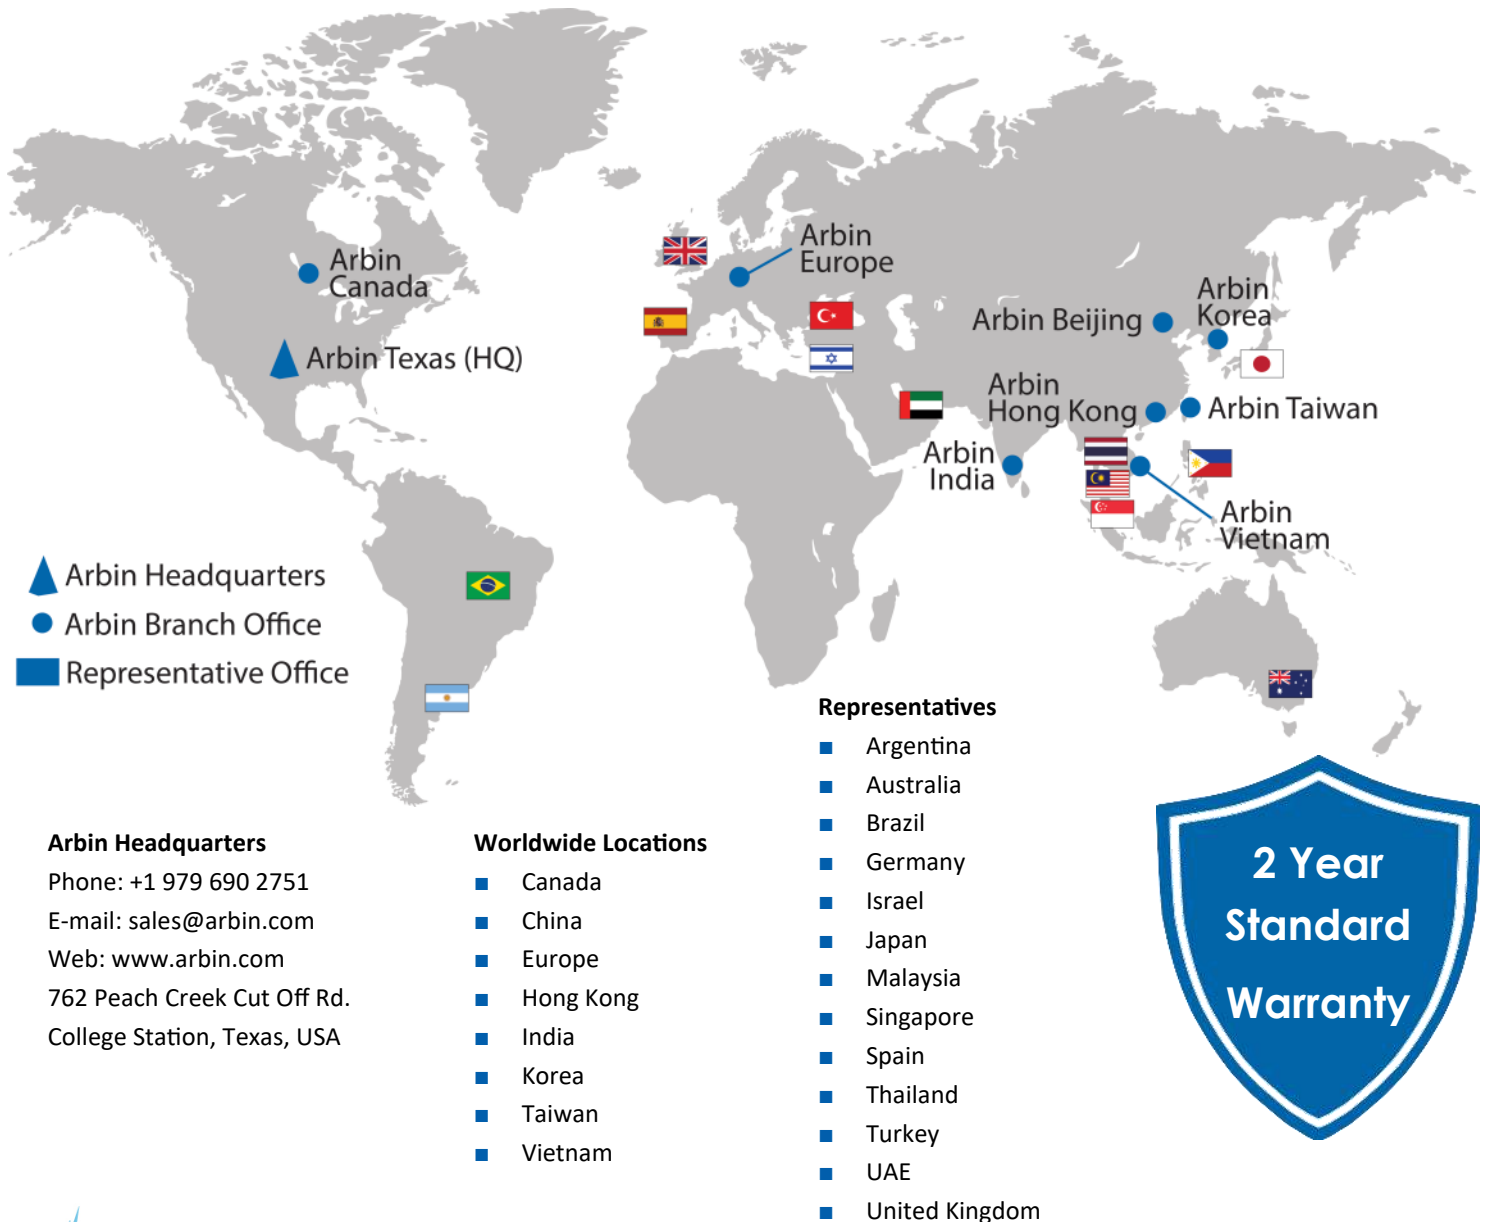 Arbin
Canada
Arbin Texas (HQ)
Arbin
Europe
Arbin Beijing
Arbin
Korea
Arbin
Hong Kong
Arbin Taiwan
Arbin
India
Arbin
Vietnam
Arbin Headquarters
Arbin Branch Office
Representative Office
Arbin Headquarters
Phone: +1 979 690 2751
E-mail: sales@arbin.com
Web: www.arbin.com
762 Peach Creek Cut Off Rd.
College Station, Texas, USA
Worldwide Locations
■ Canada
■ China
■ Europe
■ Hong Kong
■ India
■ Korea
■ Taiwan
■ Vietnam
Representatives
■ Argentina
■ Australia
■ Brazil
■ Germany
■ Israel
■ Japan
■ Malaysia
■ Singapore
■ Spain
■ Thailand
■ Turkey
■ UAE
■ United Kingdom
2 Year
Standard
Warranty